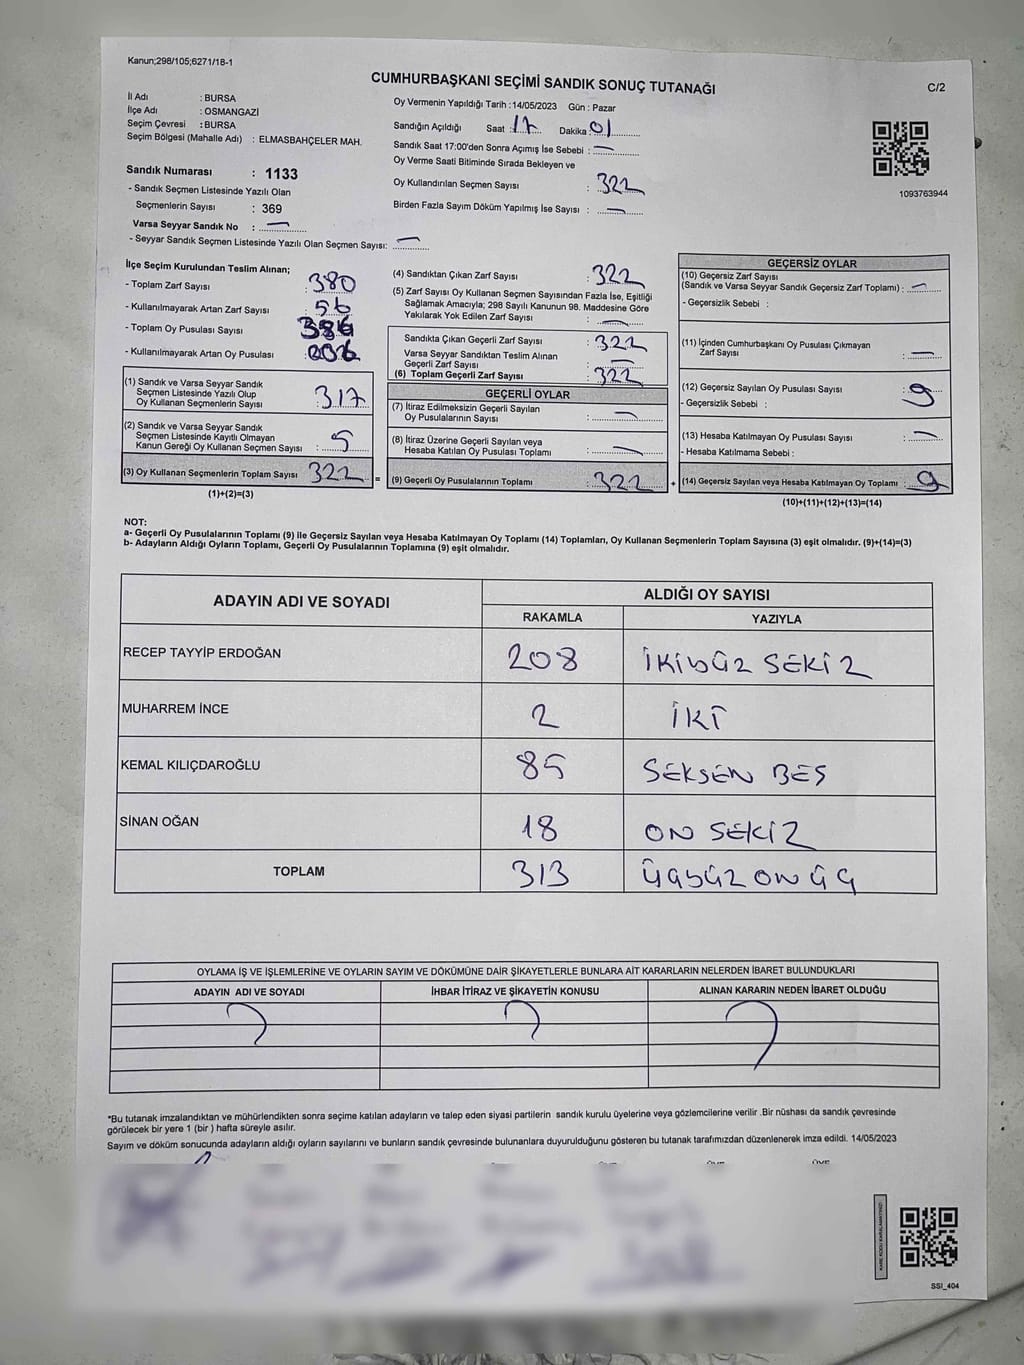 Kanun;298/105;6271/18-1
CUMHURBAŞKANI SEÇİMİ SANDIK SONUÇ TUTANAĞI
C/2
İl Adı : BURSA
İlçe Adı : OSMANGAZİ
Seçim Çevresi : BURSA
Seçim Bölgesi (Mahalle Adı) : ELMASBAHÇELER MAH.
Sandık Numarası : 1133
- Sandık Seçmen Listesinde Yazılı Olan
Seçmenlerin Sayısı : 369
Varsa Seyyar Sandık No : —
- Seyyar Sandık Seçmen Listesinde Yazılı Olan Seçmen Sayısı: —
Oy Vermenin Yapıldığı Tarih :14/05/2023 Gün : Pazar
Sandığın Açıldığı Saat : 17 Dakika : 01
Sandık Saat 17:00'den Sonra Açımış İse Sebebi : —
Oy Verme Saati Bitiminde Sırada Bekleyen ve
Oy Kullandırılan Seçmen Sayısı : 322
Birden Fazla Sayım Döküm Yapılmış İse Sayısı : —
1093763944
İlçe Seçim Kurulundan Teslim Alınan;
- Toplam Zarf Sayısı : 380
- Kullanılmayarak Artan Zarf Sayısı : 56
- Toplam Oy Pusulası Sayısı
- Kullanılmayarak Artan Oy Pusulası
(1) Sandık ve Varsa Seyyar Sandık
Seçmen Listesinde Yazılı Olup
Oy Kullanan Seçmenlerin Sayısı : 317
(2) Sandık ve Varsa Seyyar Sandık
Seçmen Listesinde Kayıtlı Olmayan
Kanun Gereği Oy Kullanan Seçmen Sayısı : 5
(3) Oy Kullanan Seçmenlerin Toplam Sayısı 322
(1)+(2)=(3)
(4) Sandıktan Çıkan Zarf Sayısı : 322
(5) Zarf Sayısı Oy Kullanan Seçmen Sayısından Fazla İse, Eşitliği
Sağlamak Amacıyla; 298 Sayılı Kanunun 98. Maddesine Göre
Yakılarak Yok Edilen Zarf Sayısı : —
Sandıkta Çıkan Geçerli Zarf Sayısı : 322
Varsa Seyyar Sandıktan Teslim Alınan
Geçerli Zarf Sayısı : —
(6) Toplam Geçerli Zarf Sayısı : 322
GEÇERLİ OYLAR
(7) İtiraz Edilmeksizin Geçerli Sayılan
Oy Pusulalarının Sayısı : —
(8) İtiraz Üzerine Geçerli Sayılan veya
Hesaba Katılan Oy Pusulası Toplamı : —
= (9) Geçerli Oy Pusulalarının Toplamı : 322
GEÇERSİZ OYLAR
(10) Geçersiz Zarf Sayısı
(Sandık ve Varsa Seyyar Sandık Geçersiz Zarf Toplamı) : —
- Geçersizlik Sebebi :
(11) İçinden Cumhurbaşkanı Oy Pusulası Çıkmayan
Zarf Sayısı : —
(12) Geçersiz Sayılan Oy Pusulası Sayısı : 9
- Geçersizlik Sebebi :
(13) Hesaba Katılmayan Oy Pusulası Sayısı : —
- Hesaba Katılmama Sebebi :
+ (14) Geçersiz Sayılan veya Hesaba Katılmayan Oy Toplamı : 9
(10)+(11)+(12)+(13)=(14)
NOT:
a- Geçerli Oy Pusulalarının Toplamı (9) ile Geçersiz Sayılan veya Hesaba Katılmayan Oy Toplamı (14) Toplamları, Oy Kullanan Seçmenlerin Toplam Sayısına (3) eşit olmalıdır. (9)+(14)=(3)
b- Adayların Aldığı Oyların Toplamı, Geçerli Oy Pusulalarının Toplamına (9) eşit olmalıdır.
ADAYIN ADI VE SOYADI
ALDIĞI OY SAYISI
RAKAMLA YAZIYLA
RECEP TAYYİP ERDOĞAN 208 İKİYÜZ SEKİZ
MUHARREM İNCE 2 İKİ
KEMAL KILIÇDAROĞLU 85 SEKSEN BEŞ
SİNAN OĞAN 18 ON SEKİZ
TOPLAM 313 ÜÇYÜZ ON ÜÇ
OYLAMA İŞ VE İŞLEMLERİNE VE OYLARIN SAYIM VE DÖKÜMÜNE DAİR ŞİKAYETLERLE BUNLARA AİT KARARLARIN NELERDEN İBARET BULUNDUKLARI
ADAYIN ADI VE SOYADI İHBAR İTİRAZ VE ŞİKAYETİN KONUSU ALINAN KARARIN NEDEN İBARET OLDUĞU
*Bu tutanak imzalandıktan ve mühürlendikten sonra seçime katılan adayların ve talep eden siyasi partilerin sandık kurulu üyelerine veya gözlemcilerine verilir .Bir nüshası da sandık çevresinde
görülecek bir yere 1 (bir ) hafta süreyle asılır.
Sayım ve döküm sonucunda adayların aldığı oyların sayılarını ve bunların sandık çevresinde bulunanlara duyurulduğunu gösteren bu tutanak tarafımızdan düzenlenerek imza edildi. 14/05/2023
SSI_404